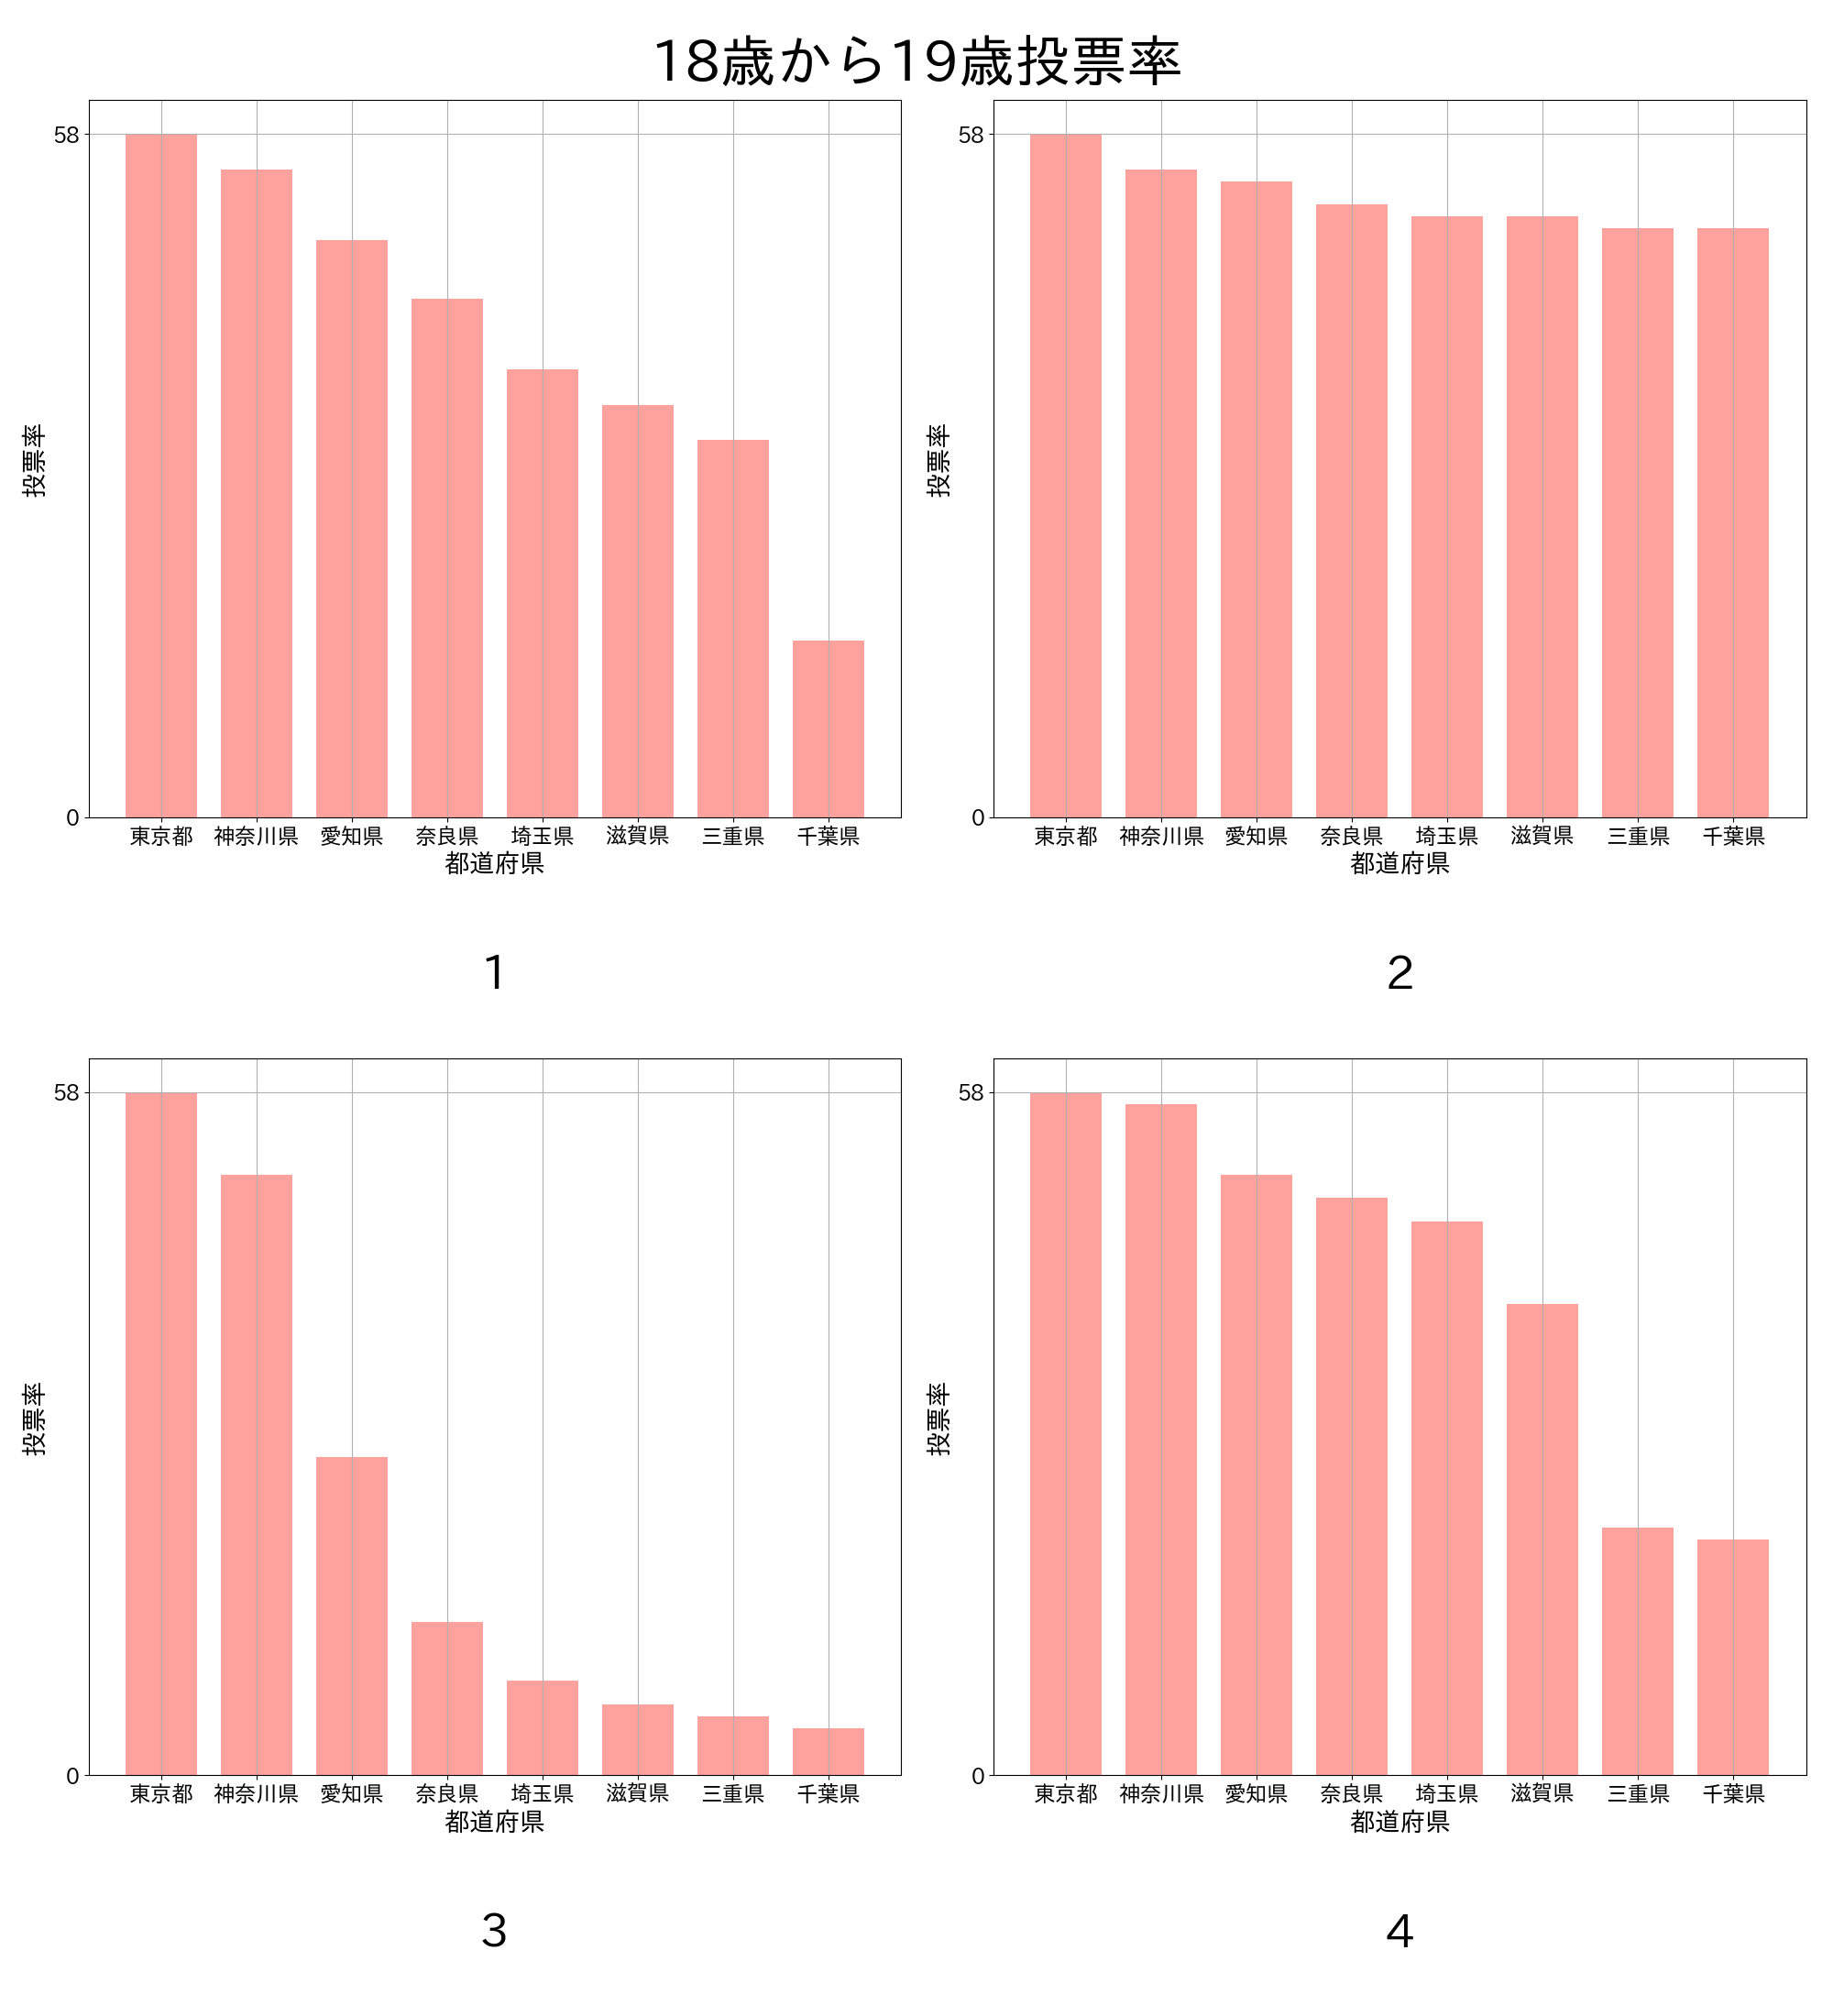 18歳から19歳投票率
58
0
投票率
東京都 神奈川県 愛知県 奈良県 埼玉県 滋賀県 三重県 千葉県
都道府県
1
58
0
投票率
東京都 神奈川県 愛知県 奈良県 埼玉県 滋賀県 三重県 千葉県
都道府県
2
58
0
投票率
東京都 神奈川県 愛知県 奈良県 埼玉県 滋賀県 三重県 千葉県
都道府県
3
58
0
投票率
東京都 神奈川県 愛知県 奈良県 埼玉県 滋賀県 三重県 千葉県
都道府県
4